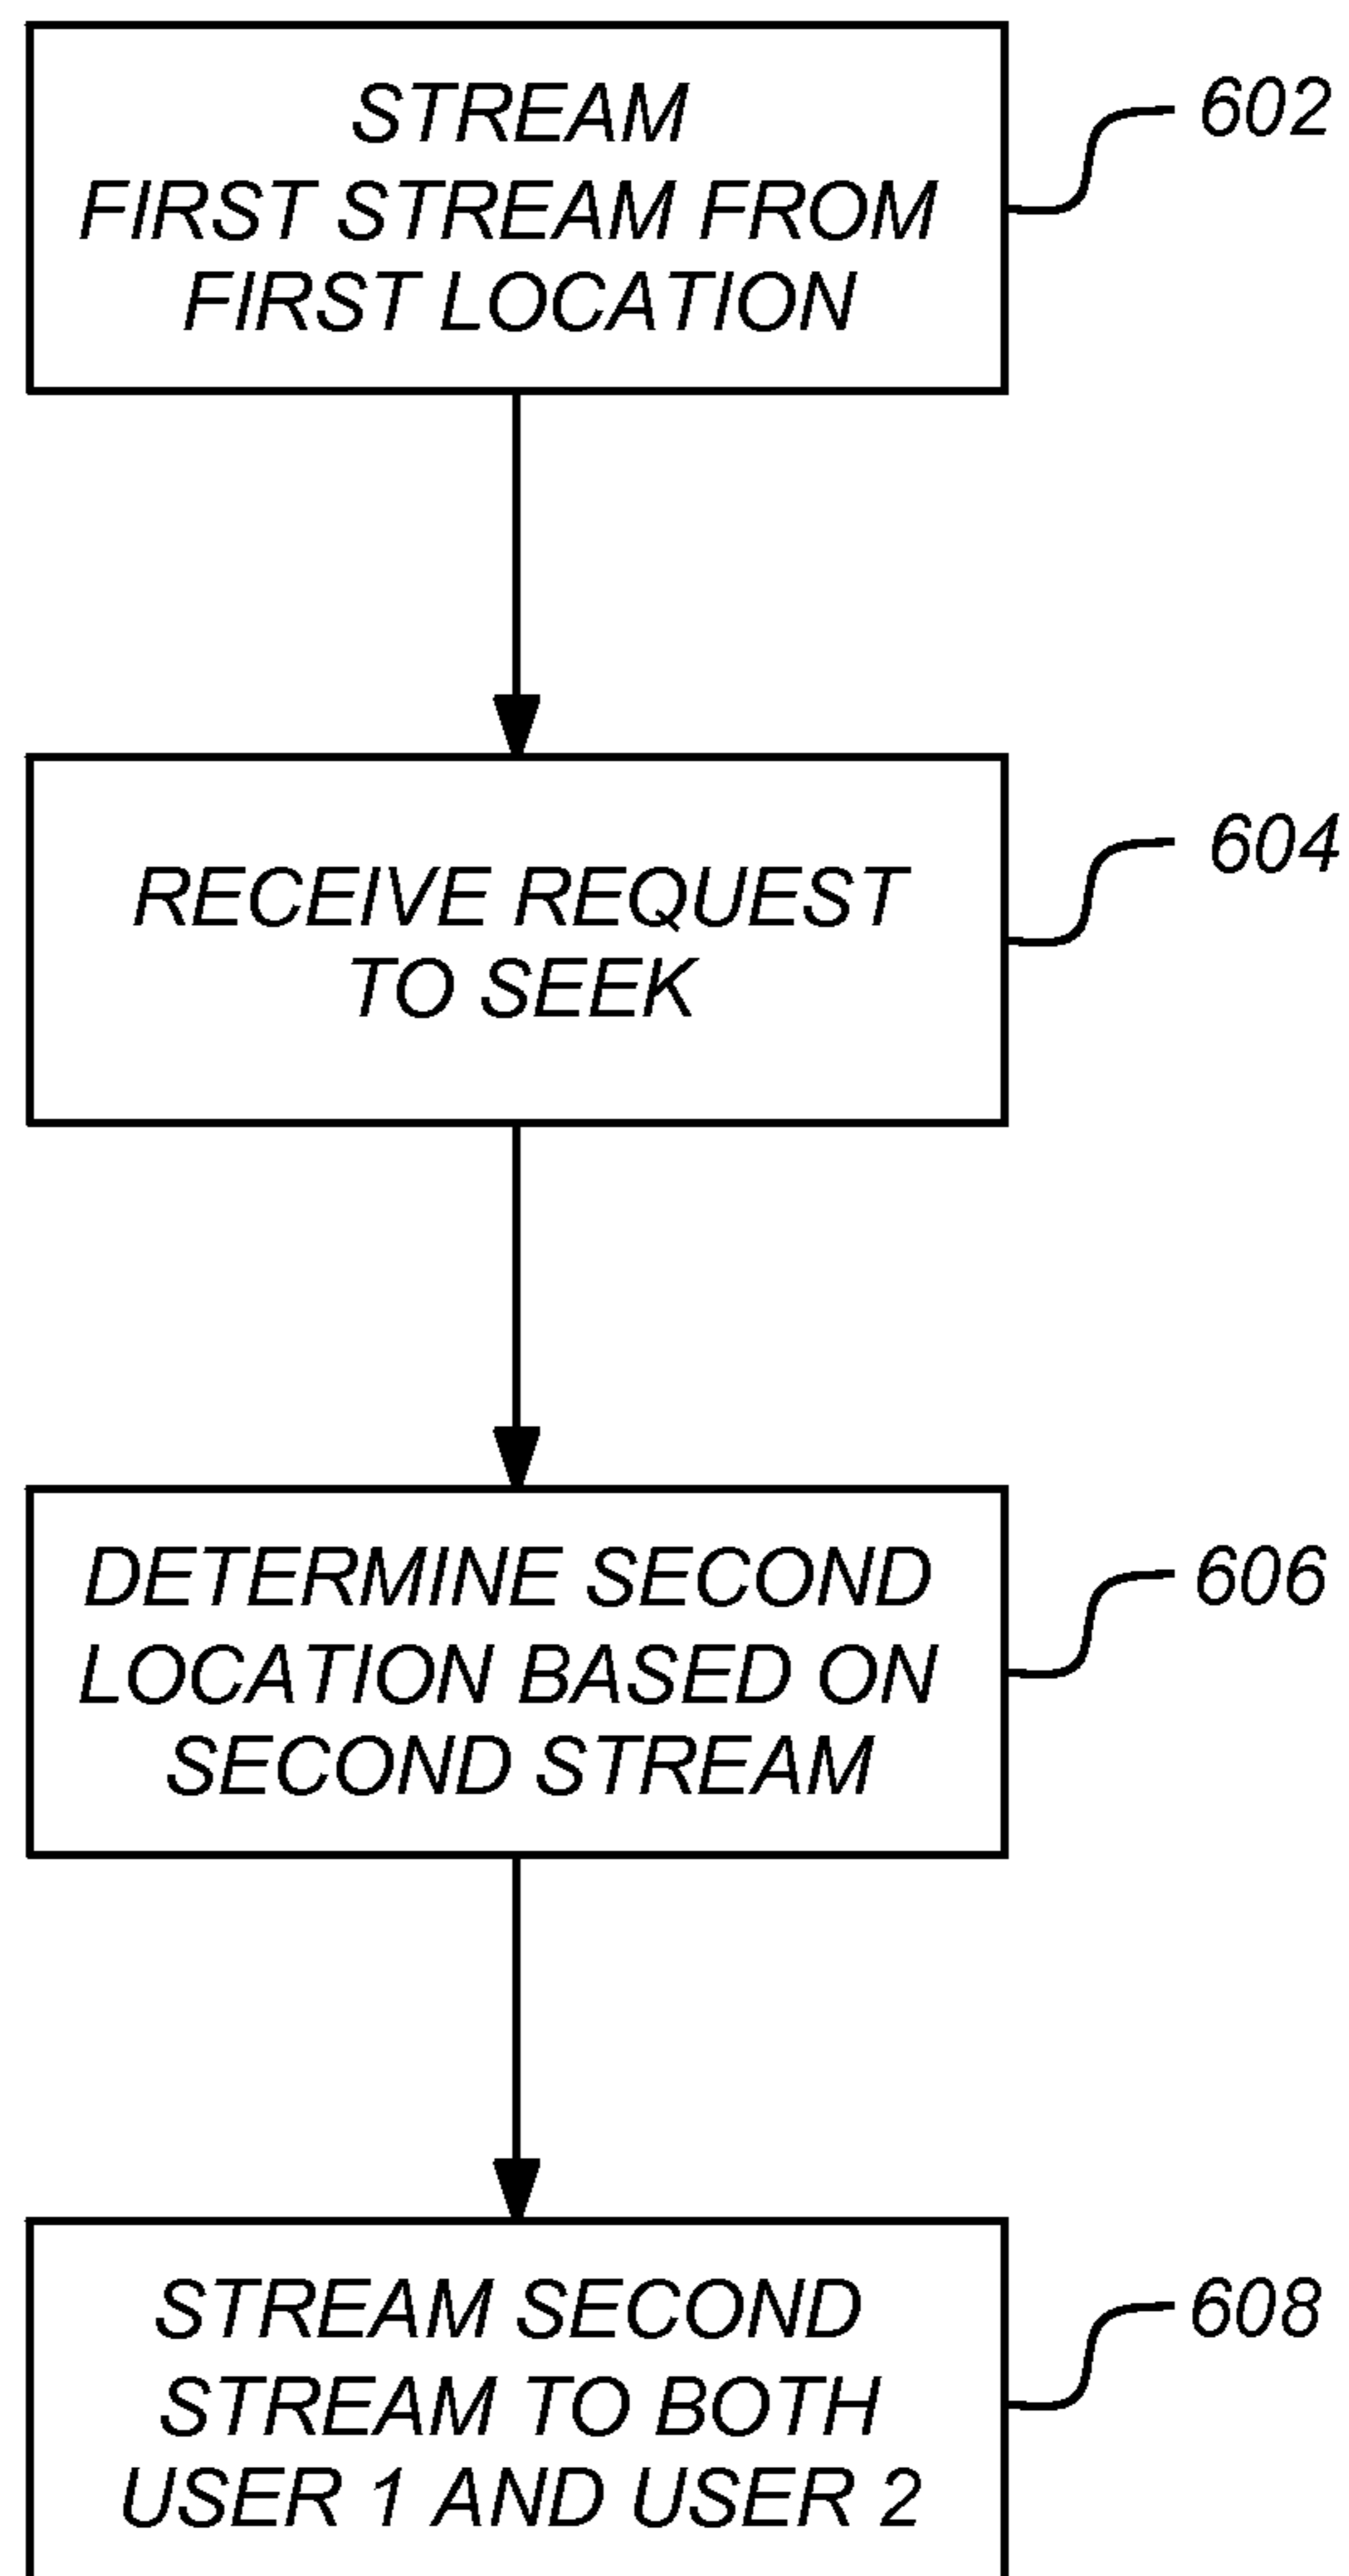 STREAM
FIRST STREAM FROM
FIRST LOCATION
602
RECEIVE REQUEST
TO SEEK
604
DETERMINE SECOND
LOCATION BASED ON
SECOND STREAM
606
STREAM SECOND
STREAM TO BOTH
USER 1 AND USER 2
608